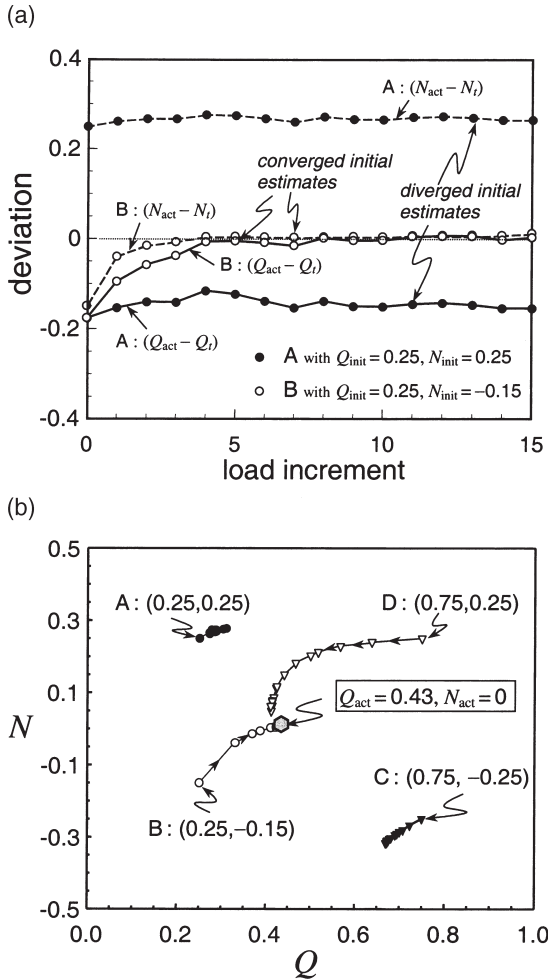 (a)
0.4
0.2
0
-0.2
-0.4
deviation
A : (Nact − Nt)
converged initial
estimates
B : (Nact − Nt)
diverged initial
estimates
B : (Qact − Qt)
A : (Qact − Qt)
A with Qinit = 0.25, Ninit = 0.25
B with Qinit = 0.25, Ninit = −0.15
0 5 10 15
load increment
(b)
0.5
0.3
0.1
-0.1
-0.3
-0.5
N
A : (0.25,0.25)
D : (0.75,0.25)
Qact = 0.43, Nact = 0
C : (0.75, −0.25)
B : (0.25,−0.15)
0.0 0.2 0.4 0.6 0.8 1.0
Q